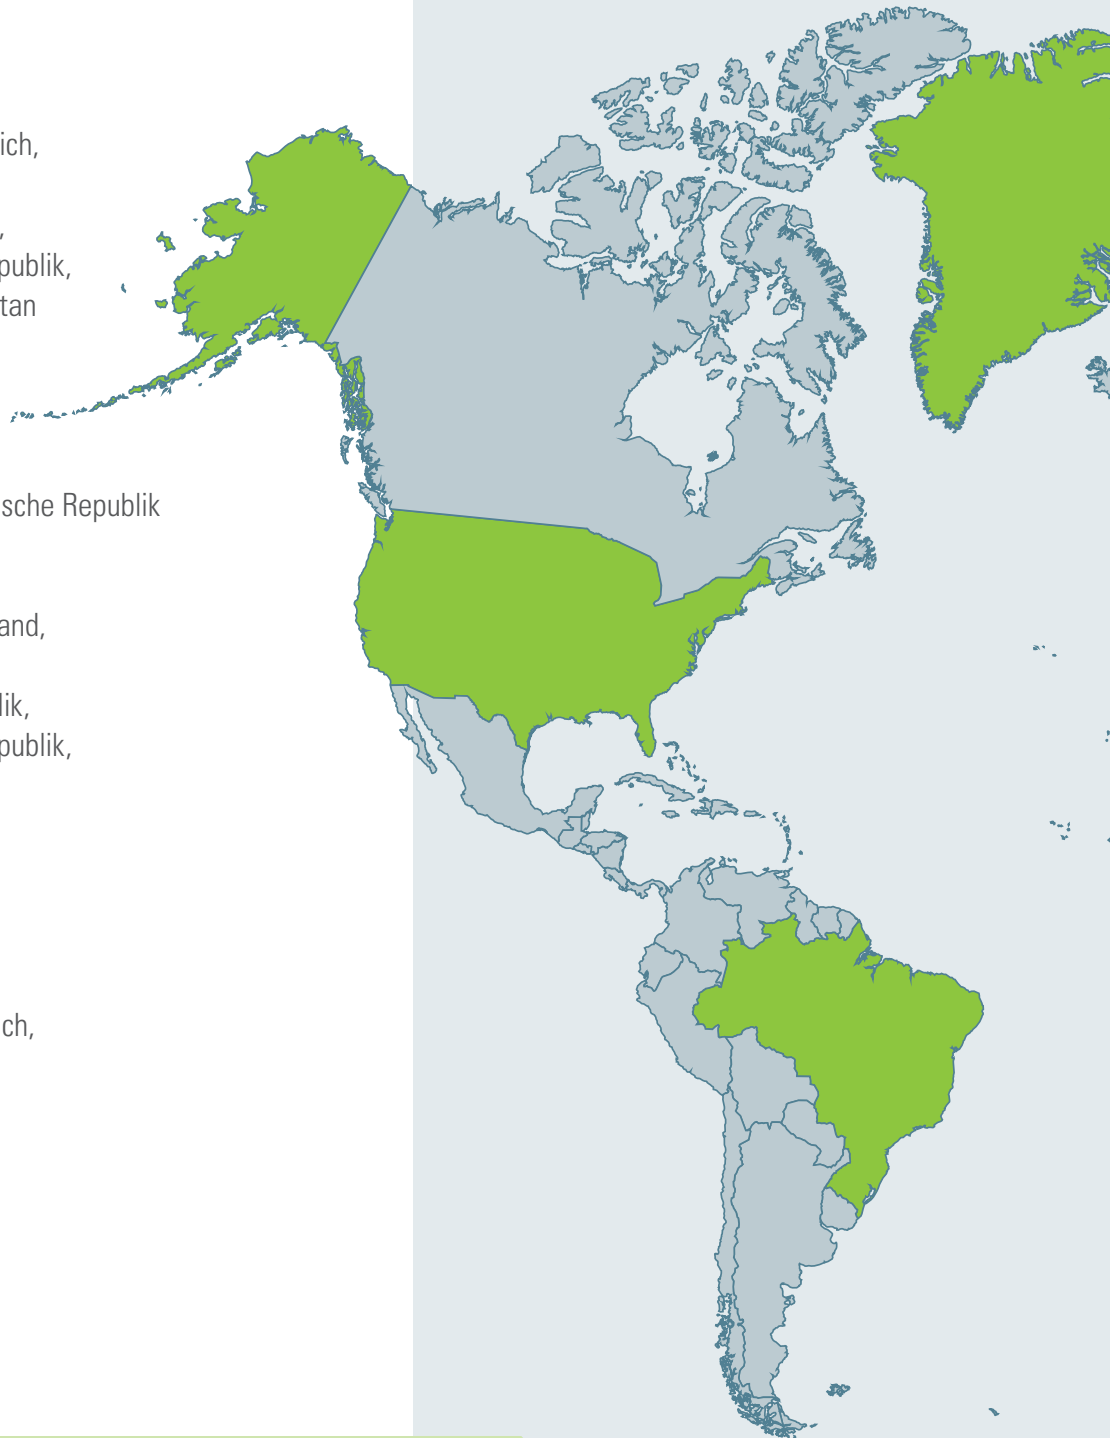 ich,
,
publik,
tan
sche Republik
and,
lik,
publik,
ch,